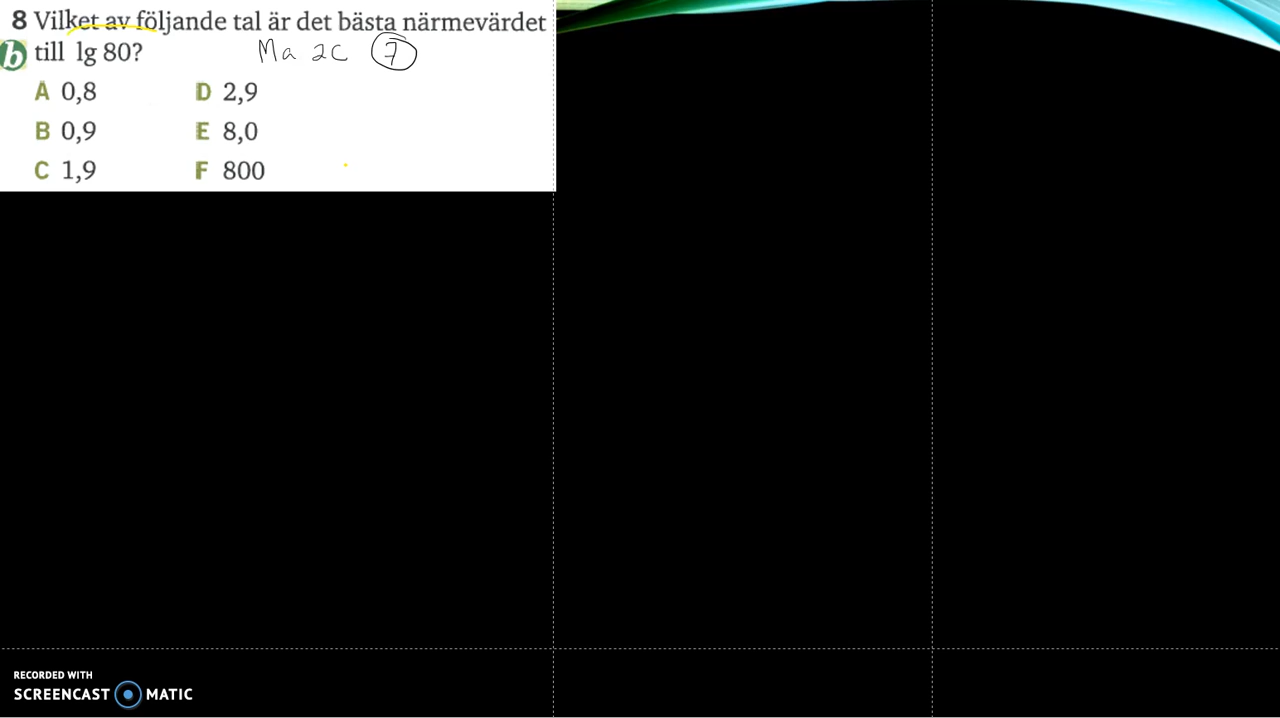 8 Vilket av följande tal är det bästa närmevärdet
b till lg 80? Ma 2c 7
A 0,8 D 2,9
B 0,9 E 8,0
C 1,9 F 800
RECORDED WITH
SCREENCAST MATIC